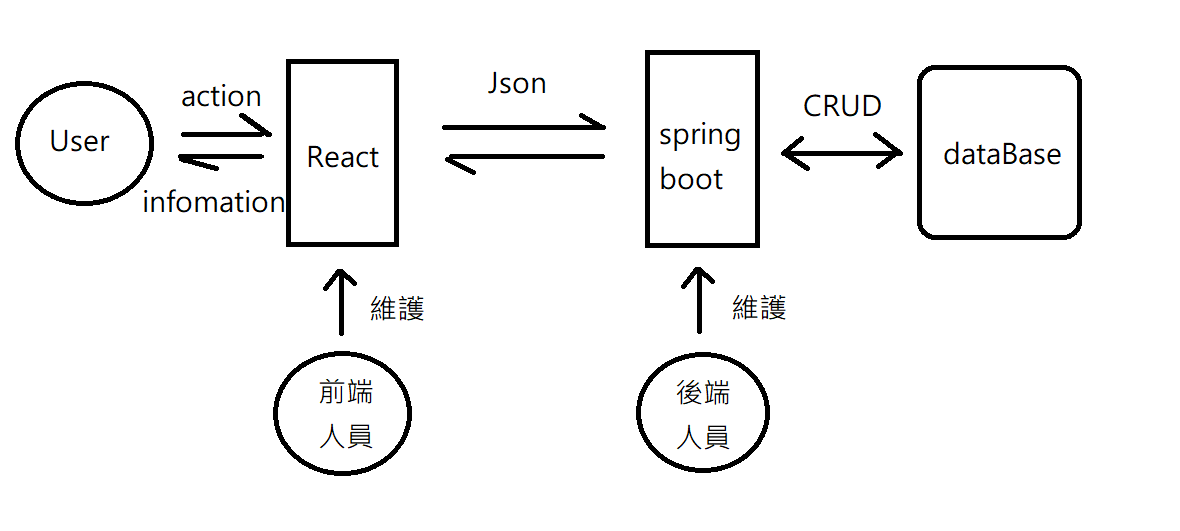 action
User
infomation
React
Json
spring
boot
CRUD
dataBase
維護
前端
人員
維護
後端
人員